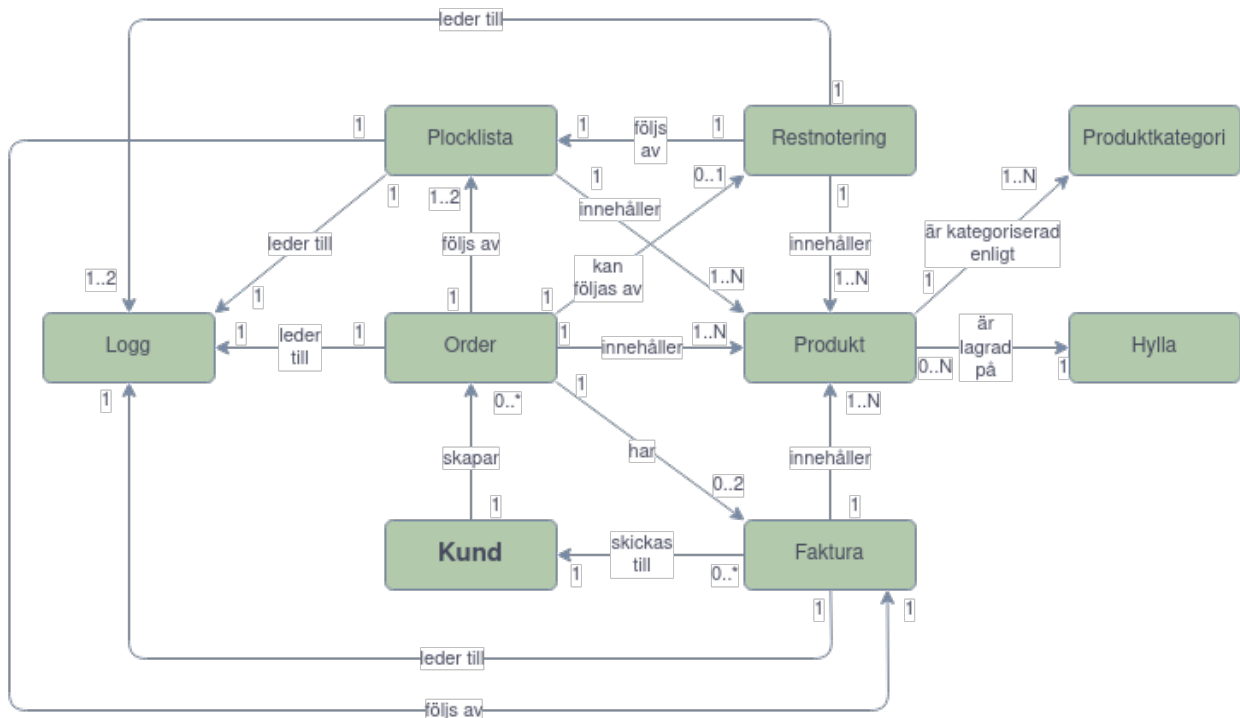 leder till
1
1
1
följs
av
1
Plocklista
Restnotering
Produktkategori
1
0..1
1..N
1
1..2
innehåller
1
leder till
följs av
innehåller
är kategoriserad
enligt
kan
följas av
1..2
1
1
1
1..N
1..N
1
Logg
1
leder
till
1
Order
1
innehåller
1..N
Produkt
är
lagrad
på
0..N
1
Hylla
1
0..*
1
1..N
skapar
har
innehåller
0..2
1
1
Kund
skickas
till
Faktura
1
0..*
1
1
leder till
följs av